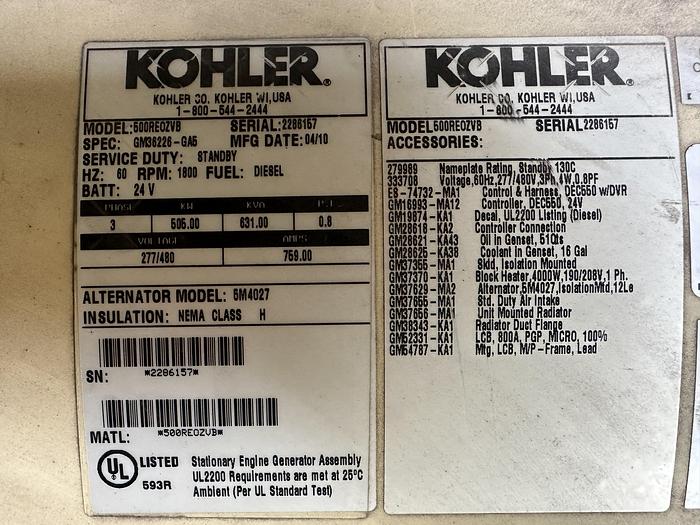 KOHLER®
KOHLER CO. KOHLER WI,USA
1-800-544-2444
MODEL:500REOZVB SERIAL:2286157
SPEC: GM36226-GA5 MFG DATE:04/10
SERVICE DUTY: STANDBY
HZ: 60 RPM: 1800 FUEL: DIESEL
BATT: 24 V
PHASE KW KVA P.F.
3 505.00 631.00 0.8
VOLTAGE AMPS
277/480 759.00
ALTERNATOR MODEL: 5M4027
INSULATION: NEMA CLASS H
SN: *2286157*
MATL: *500REOZVB*
UL LISTED
593R
Stationary Engine Generator Assembly
UL2200 Requirements are met at 25°C
Ambient (Per UL Standard Test)
KOHLER®
KOHLER CO. KOHLER WI,USA
1-800-544-2444
MODEL:500REOZVB SERIAL:2286157
ACCESSORIES:
279989 Nameplate Rating, Standby 130C
333708 Voltage,60Hz,277/480V,3Ph,4W,0.8PF
E8-74732-MA1 Control & Harness, DEC550 w/DVR
GM16993-MA12 Controller, DEC550, 24V
GM19874-KA1 Decal, UL2200 Listing (Diesel)
GM28618-KA2 Controller Connection
GM28621-KA43 Oil in Genset, 51Qts
GM28625-KA38 Coolant in Genset, 16 Gal
GM37355-MA1 Skid, Isolation Mounted
GM37370-KA1 Block Heater,4000W,190/208V,1 Ph.
GM37629-MA2 Alternator,5M4027,IsolationMtd,12Le
GM37655-MA1 Std. Duty Air Intake
GM37656-MA1 Unit Mounted Radiator
GM38343-KA1 Radiator Duct Flange
GM52331-KA1 LCB, 800A, PGP, MICRO, 100%
GM54787-KA1 Mtg, LCB, M/P-Frame, Lead